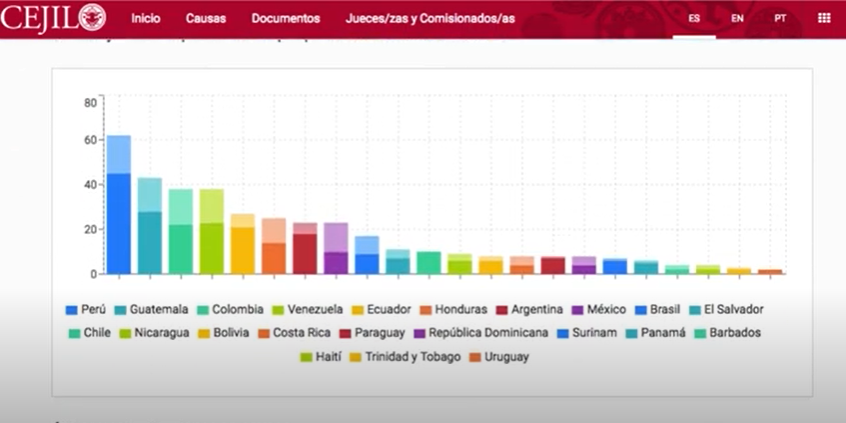 CEJIL Inicio Causas Documentos Jueces/zas y Comisionados/as ES EN PT
80
60
40
20
0
Perú Guatemala Colombia Venezuela Ecuador Honduras Argentina México Brasil El Salvador
Chile Nicaragua Bolivia Costa Rica Paraguay República Dominicana Surinam Panamá Barbados
Haití Trinidad y Tobago Uruguay